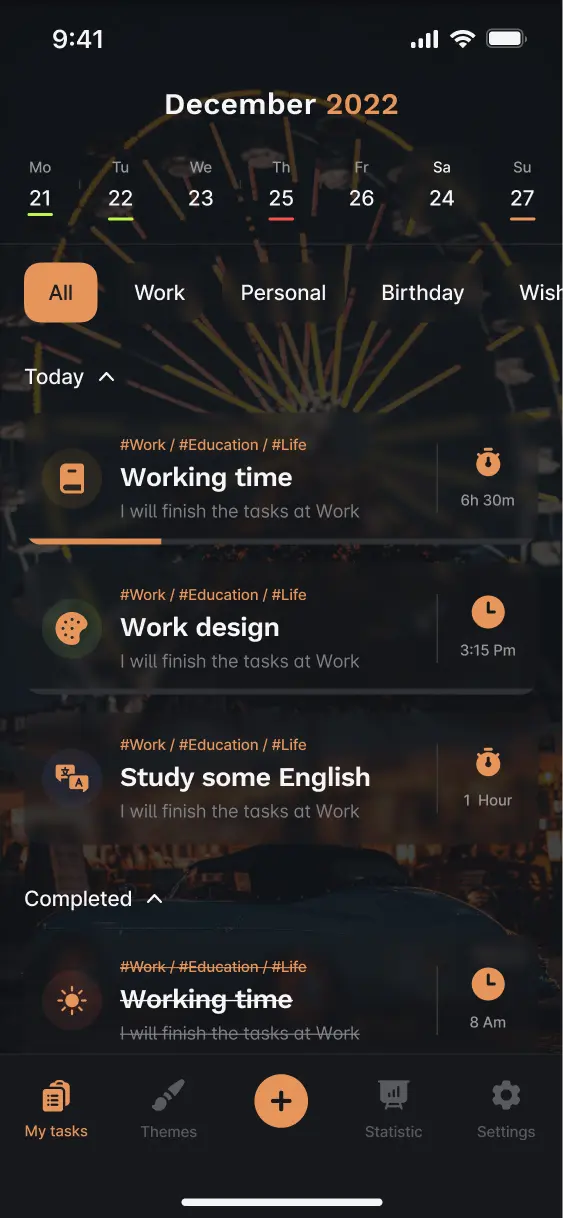 9:41
December 2022
Mo Tu We Th Fr Sa Su
21 22 23 25 26 24 27
All Work Personal Birthday Wish
Today
#Work / #Education / #Life
Working time
I will finish the tasks at Work
6h 30m
#Work / #Education / #Life
Work design
I will finish the tasks at Work
3:15 Pm
#Work / #Education / #Life
Study some English
I will finish the tasks at Work
1 Hour
文 A
Completed
#Work / #Education / #Life
Working time
I will finish the tasks at Work
8 Am
My tasks Themes Statistic Settings